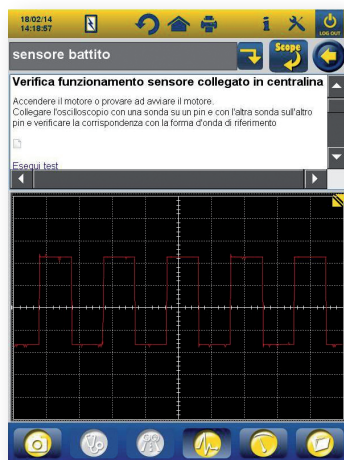 18/02/14
14:18:57
LOG OUT
sensore battito
Scope
Verifica funzionamento sensore collegato in centralina
Accendere il motore o provare ad avviare il motore.
Collegare l'oscilloscopio con una sonda su un pin e con l'altra sonda sull'altro
pin e verificare la corrispondenza con la forma d'onda di riferimento
Esegui test